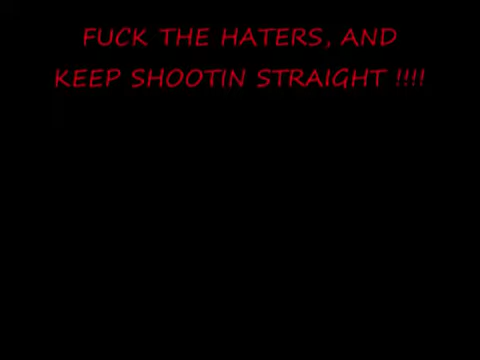 FUCK THE HATERS, AND
KEEP SHOOTIN STRAIGHT !!!!